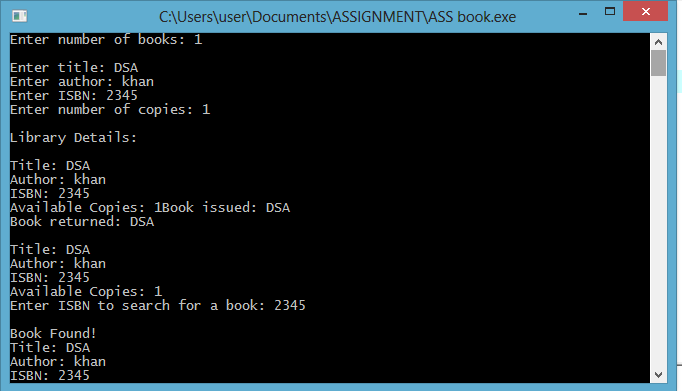 C:\Users\user\Documents\ASSIGNMENT\ASS book.exe
Enter number of books: 1
Enter title: DSA
Enter author: khan
Enter ISBN: 2345
Enter number of copies: 1
Library Details:
Title: DSA
Author: khan
ISBN: 2345
Available Copies: 1Book issued: DSA
Book returned: DSA
Title: DSA
Author: khan
ISBN: 2345
Available Copies: 1
Enter ISBN to search for a book: 2345
Book Found!
Title: DSA
Author: khan
ISBN: 2345